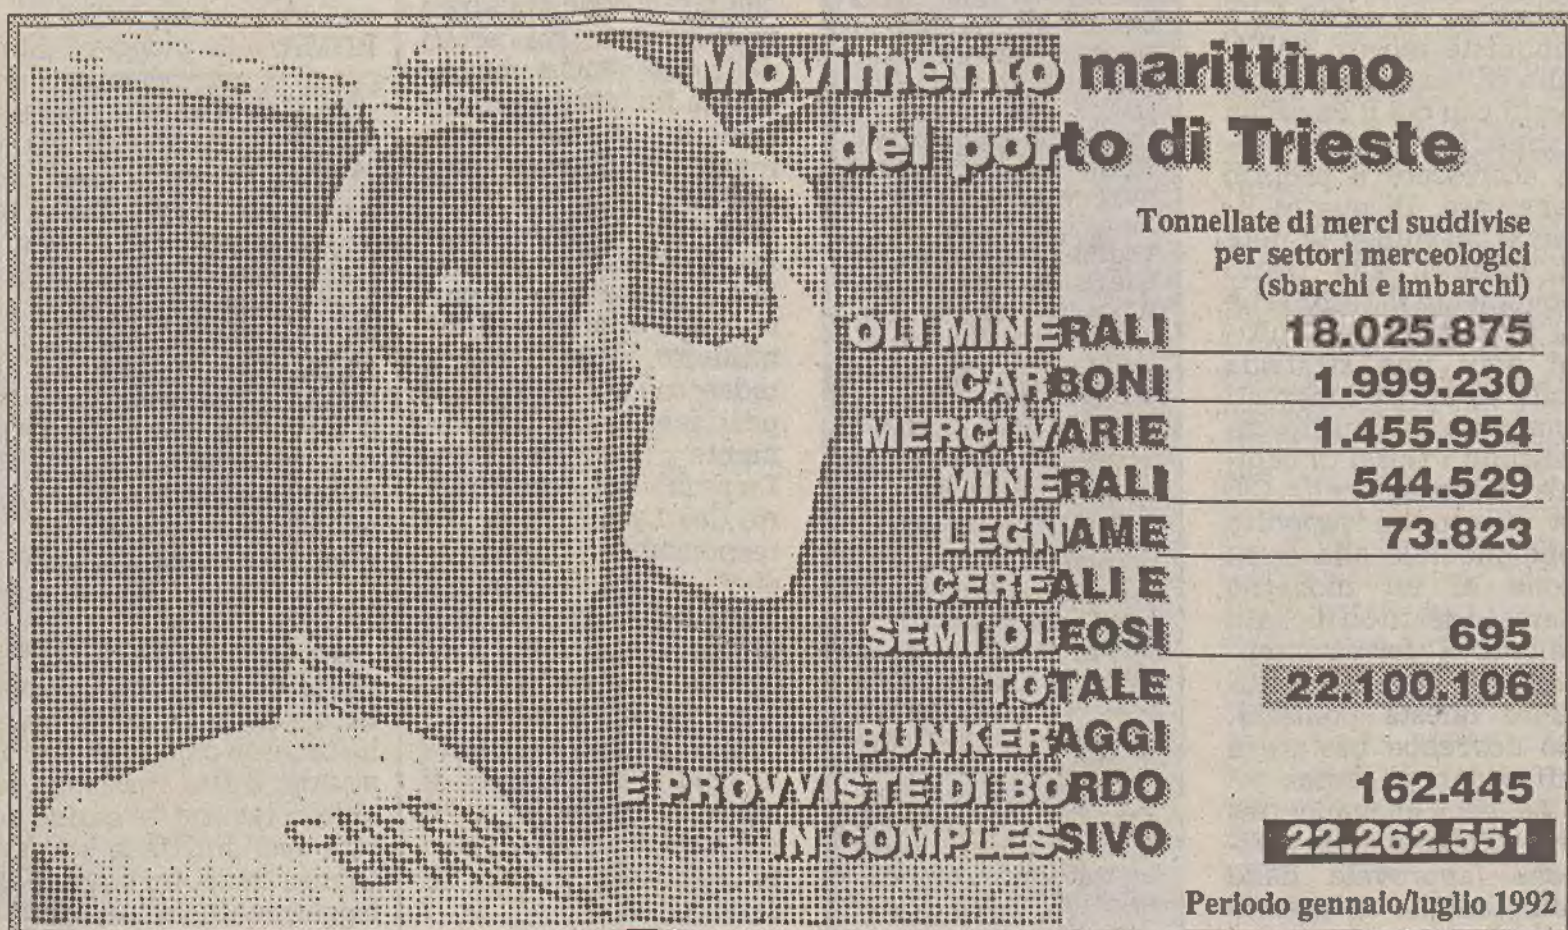 Movimento marittimo
del porto di Trieste
Tonnellate di merci suddivise
per settori merceologici
(sbarchi e imbarchi)
OLI MINERALI 18.025.875
CARBONI 1.999.230
MERCI VARIE 1.455.954
MINERALI 544.529
LEGNAME 73.823
CEREALI E
SEMI OLEOSI 695
TOTALE 22.100.106
BUNKERAGGI
E PROVVISTE DI BORDO 162.445
IN COMPLESSIVO 22.262.551
Periodo gennaio/luglio 1992